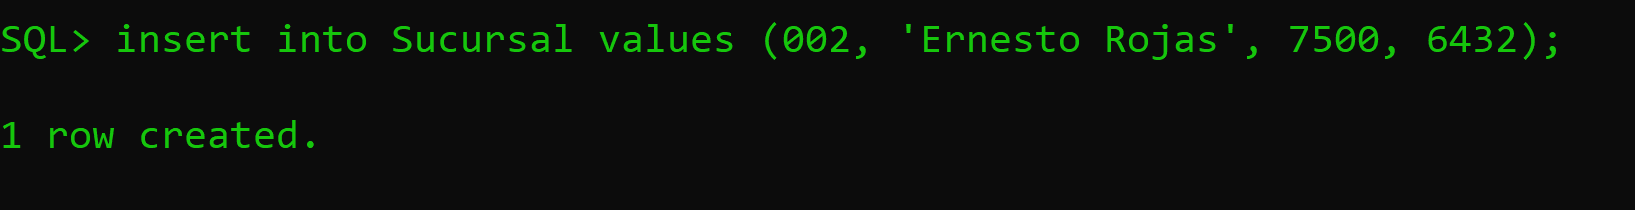 SQL> insert into Sucursal values (002, 'Ernesto Rojas', 7500, 6432);
1 row created.